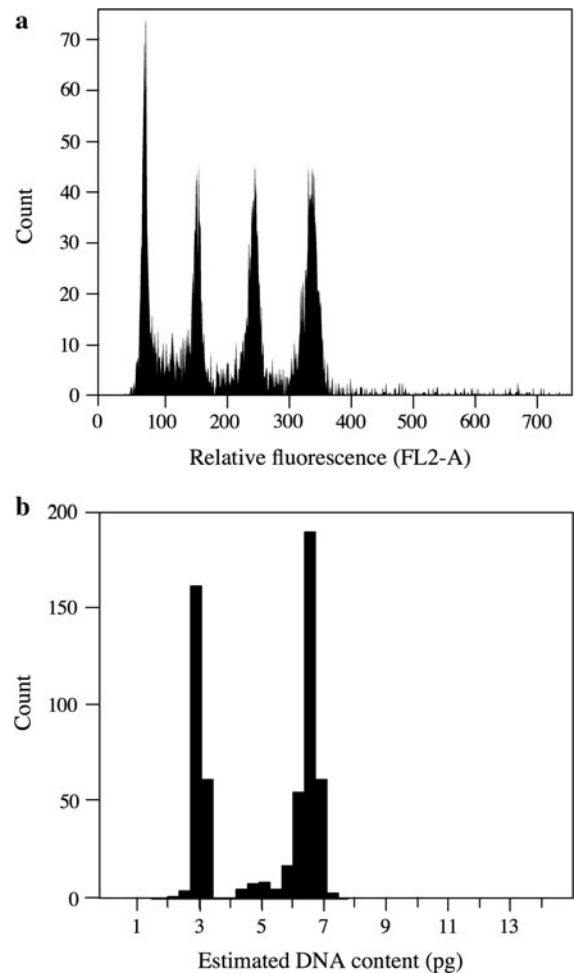 a
70
60
50
40
30
20
10
0
Count
0 100 200 300 400 500 600 700
Relative fluorescence (FL2-A)
b
200
150
100
50
0
Count
1 3 5 7 9 11 13
Estimated DNA content (pg)